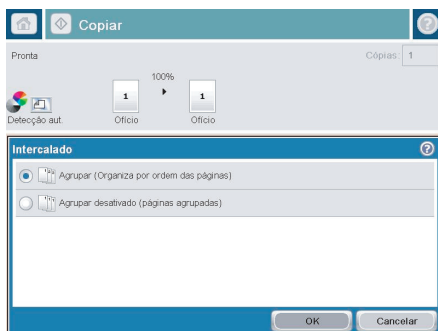 Copiar
Pronta
Cópias: 1
100%
1 1
Detecção aut. Ofício Ofício
Intercalado
Agrupar (Organiza por ordem das páginas)
Agrupar desativado (páginas agrupadas)
OK Cancelar